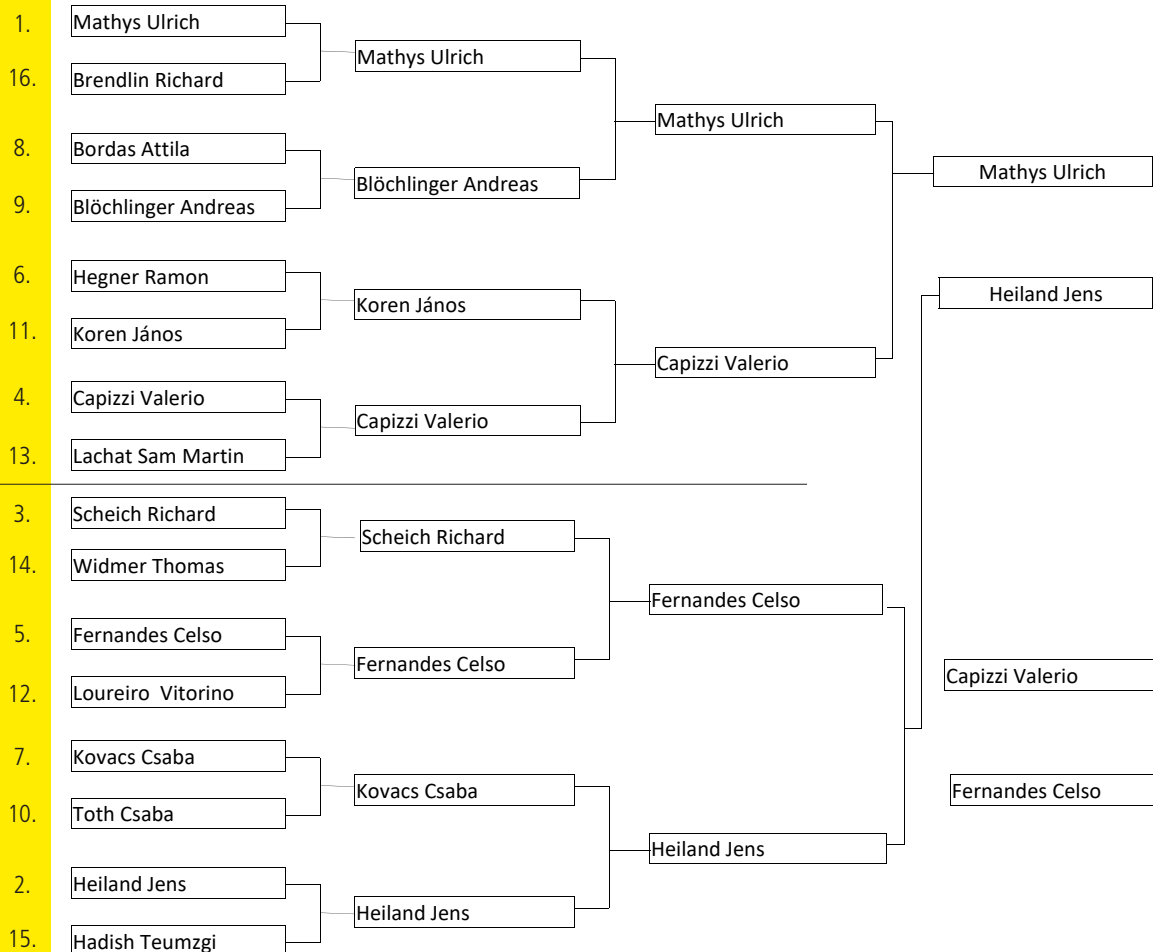 1. Mathys Ulrich
16. Brendlin Richard
8. Bordas Attila
9. Blöchlinger Andreas
6. Hegner Ramon
11. Koren János
4. Capizzi Valerio
13. Lachat Sam Martin
3. Scheich Richard
14. Widmer Thomas
5. Fernandes Celso
12. Loureiro  Vitorino
7. Kovacs Csaba
10. Toth Csaba
2. Heiland Jens
15. Hadish Teumzgi
Mathys Ulrich
Blöchlinger Andreas
Koren János
Capizzi Valerio
Scheich Richard
Fernandes Celso
Kovacs Csaba
Heiland Jens
Mathys Ulrich
Capizzi Valerio
Fernandes Celso
Heiland Jens
Mathys Ulrich
Heiland Jens
Capizzi Valerio
Fernandes Celso